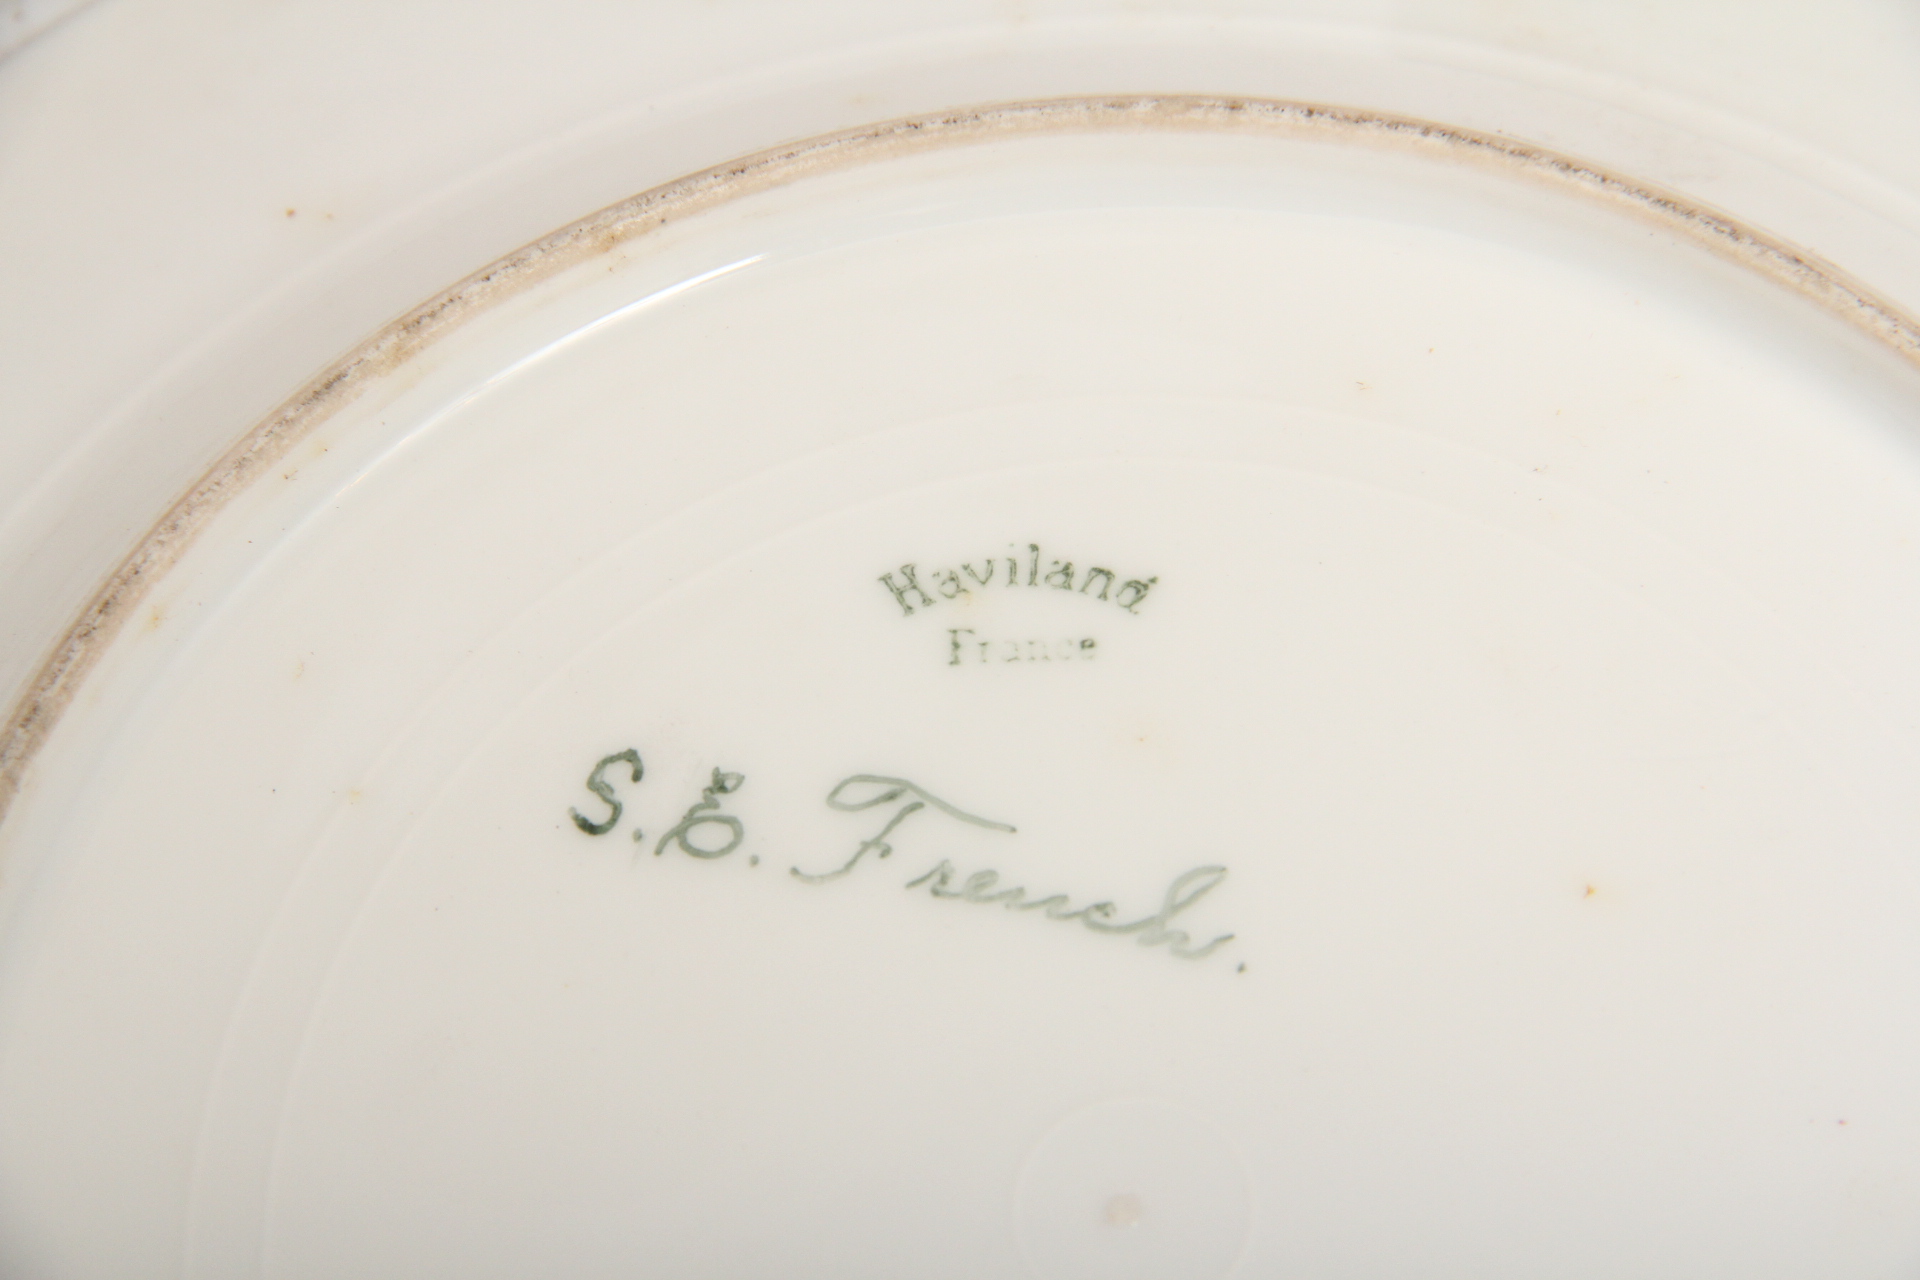 Haviland
France
S. E. French.